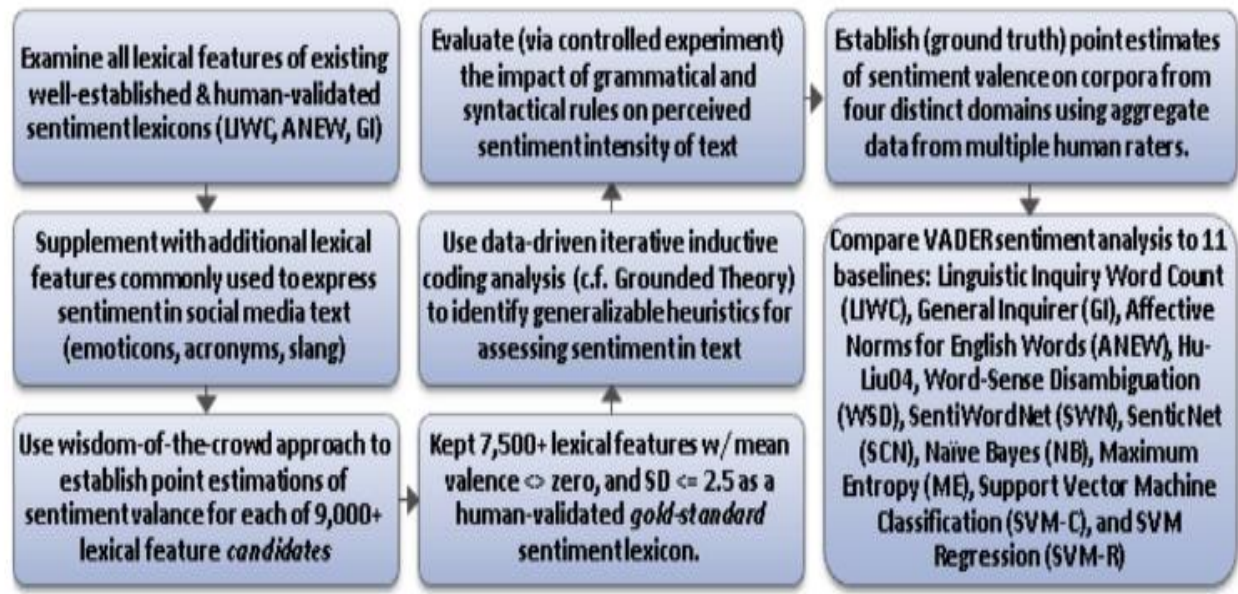 Examine all lexical features of existing
well-established & human-validated
sentiment lexicons (LIWC, ANEW, GI)
Supplement with additional lexical
features commonly used to express
sentiment in social media text
(emoticons, acronyms, slang)
Use wisdom-of-the-crowd approach to
establish point estimations of
sentiment valance for each of 9,000+
lexical feature candidates
Kept 7,500+ lexical features w/ mean
valence <> zero, and SD <= 2.5 as a
human-validated gold-standard
sentiment lexicon.
Use data-driven iterative inductive
coding analysis (c.f. Grounded Theory)
to identify generalizable heuristics for
assessing sentiment in text
Evaluate (via controlled experiment)
the impact of grammatical and
syntactical rules on perceived
sentiment intensity of text
Establish (ground truth) point estimates
of sentiment valence on corpora from
four distinct domains using aggregate
data from multiple human raters.
Compare VADER sentiment analysis to 11
baselines: Linguistic Inquiry Word Count
(LIWC), General Inquirer (GI), Affective
Norms for English Words (ANEW), Hu-
Liu04, Word-Sense Disambiguation
(WSD), SentiWordNet (SWN), SenticNet
(SCN), Naïve Bayes (NB), Maximum
Entropy (ME), Support Vector Machine
Classification (SVM-C), and SVM
Regression (SVM-R)